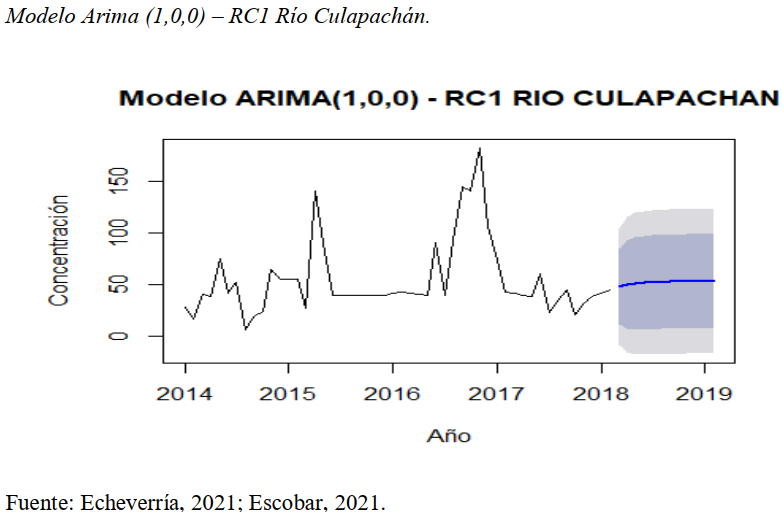 Modelo Arima (1,0,0) – RC1 Río Culapachán.
Modelo ARIMA(1,0,0) - RC1 RIO CULAPACHAN
Concentración
150
100
50
0
2014 2015 2016 2017 2018 2019
Año
Fuente: Echeverría, 2021; Escobar, 2021.